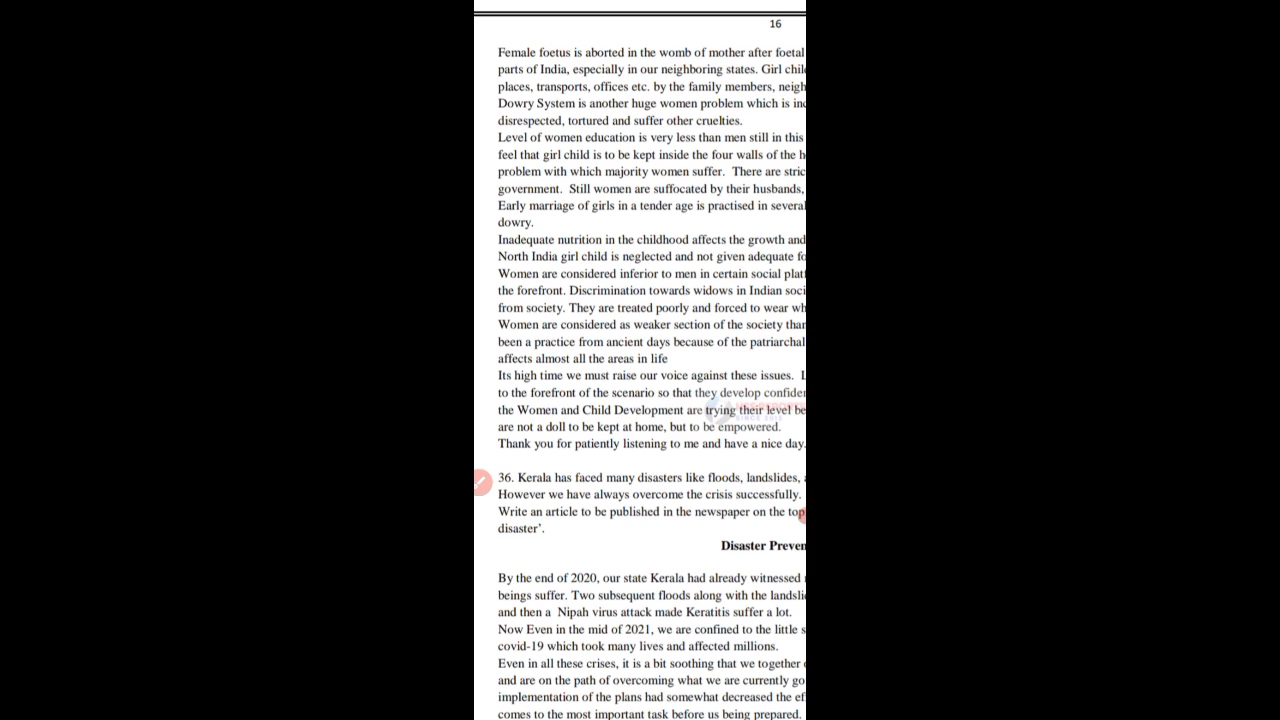 16
Female foetus is aborted in the womb of mother after foetal
parts of India, especially in our neighboring states. Girl
places, transports, offices etc. by the family members,
Dowry System is another huge women problem which is
disrespected, tortured and suffer other cruelties.
Level of women education is very less than men still in this
feel that girl child is to be kept inside the four walls of the
problem with which majority women suffer. There are
government. Still women are suffocated by their husbands,
Early marriage of girls in a tender age is practised in
dowry.
Inadequate nutrition in the childhood affects the growth and
North India girl child is neglected and not given adequate
Women are considered inferior to men in certain social
the forefront. Discrimination towards widows in Indian
from society. They are treated poorly and forced to wear
Women are considered as weaker section of the society
been a practice from ancient days because of the patriarchal
affects almost all the areas in life
Its high time we must raise our voice against these issues.
to the forefront of the scenario so that they develop
the Women and Child Development are trying their level
are not a doll to be kept at home, but to be empowered.
Thank you for patiently listening to me and have a nice day.
36. Kerala has faced many disasters like floods, landslides,
However we have always overcome the crisis successfully.
Write an article to be published in the newspaper on the
disaster'.
Disaster
By the end of 2020, our state Kerala had already witnessed
beings suffer. Two subsequent floods along with the
and then a Nipah virus attack made Keratitis suffer a lot.
Now Even in the mid of 2021, we are confined to the little
covid-19 which took many lives and affected millions.
Even in all these crises, it is a bit soothing that we together
and are on the path of overcoming what we are currently
implementation of the plans had somewhat decreased the
comes to the most important task before us being prepared.